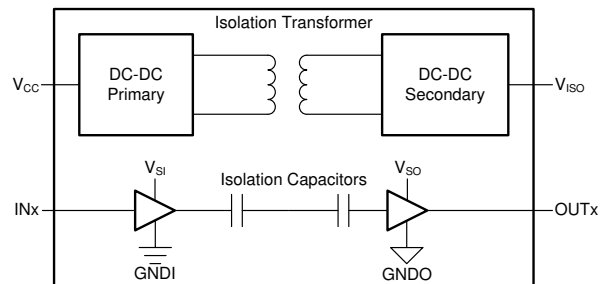 Isolation Transformer
DC-DC
Primary
DC-DC
Secondary
VCC
VISO
VSI
Isolation Capacitors
VSO
INx
OUTx
GNDI
GNDO